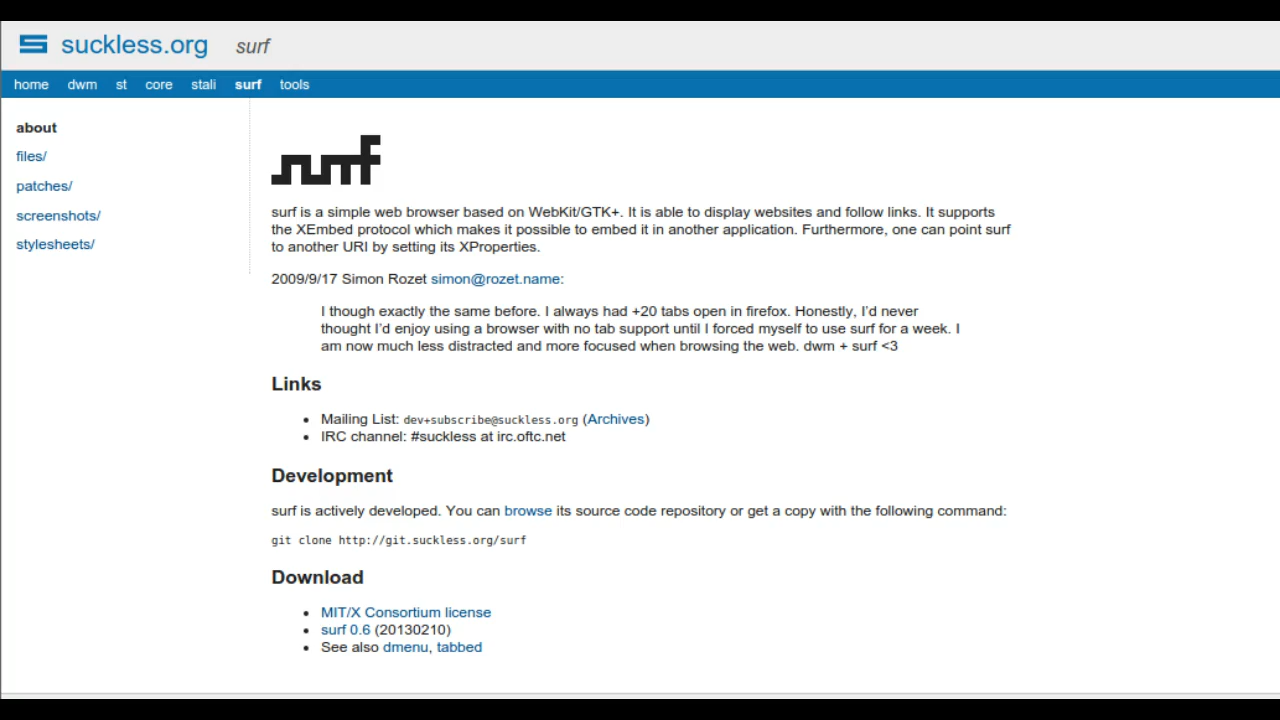 suckless.org surf
home dwm st core stali surf tools
about
files/
patches/
screenshots/
stylesheets/
surf
surf is a simple web browser based on WebKit/GTK+. It is able to display websites and follow links. It supports
the XEmbed protocol which makes it possible to embed it in another application. Furthermore, one can point surf
to another URI by setting its XProperties.
2009/9/17 Simon Rozet simon@rozet.name:
I though exactly the same before. I always had +20 tabs open in firefox. Honestly, I'd never
thought I'd enjoy using a browser with no tab support until I forced myself to use surf for a week. I
am now much less distracted and more focused when browsing the web. dwm + surf <3
Links
• Mailing List: dev+subscribe@suckless.org (Archives)
• IRC channel: #suckless at irc.oftc.net
Development
surf is actively developed. You can browse its source code repository or get a copy with the following command:
git clone http://git.suckless.org/surf
Download
• MIT/X Consortium license
• surf 0.6 (20130210)
• See also dmenu, tabbed